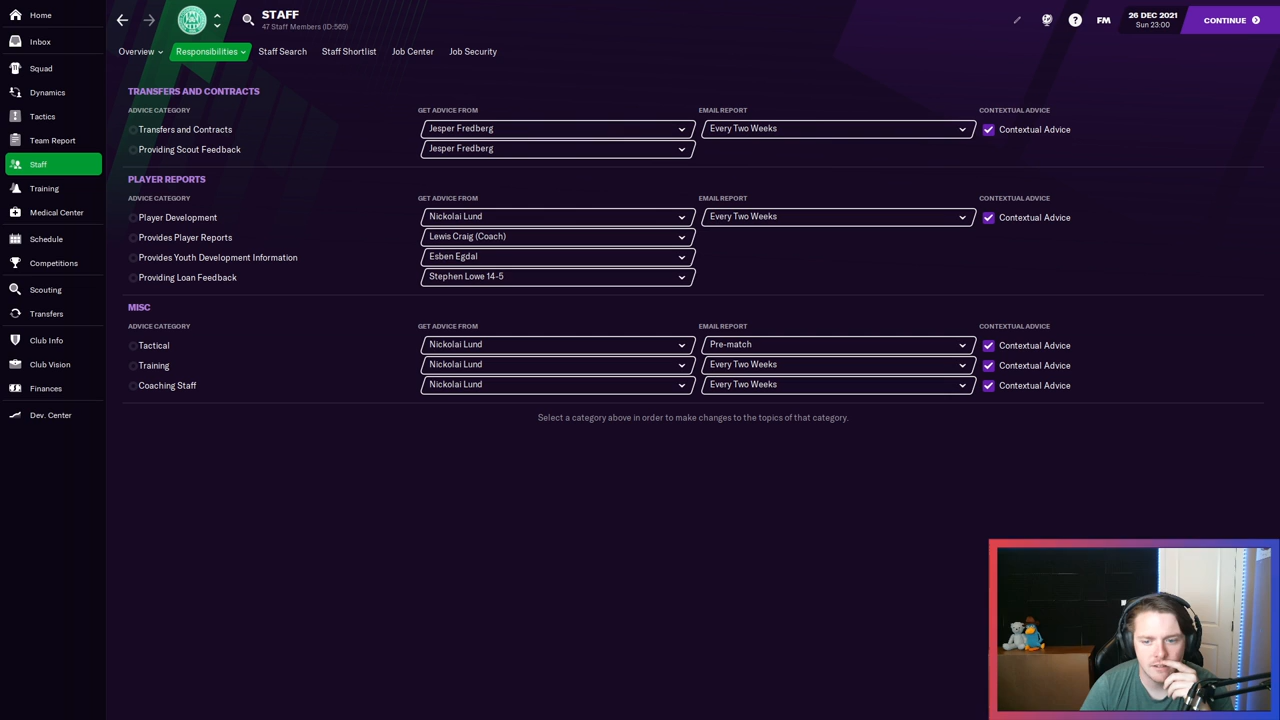 Home
Inbox
Squad
Dynamics
Tactics
Team Report
Staff
Training
Medical Center
Schedule
Competitions
Scouting
Transfers
Club Info
Club Vision
Finances
Dev. Center
STAFF
47 Staff Members (ID:569)
FM
26 DEC 2021
Sun 23:00
CONTINUE
Overview
Responsibilities
Staff Search
Staff Shortlist
Job Center
Job Security
TRANSFERS AND CONTRACTS
ADVICE CATEGORY GET ADVICE FROM EMAIL REPORT CONTEXTUAL ADVICE
Transfers and Contracts Jesper Fredberg Every Two Weeks Contextual Advice
Providing Scout Feedback Jesper Fredberg
PLAYER REPORTS
ADVICE CATEGORY GET ADVICE FROM EMAIL REPORT CONTEXTUAL ADVICE
Player Development Nickolai Lund Every Two Weeks Contextual Advice
Provides Player Reports Lewis Craig (Coach)
Provides Youth Development Information Esben Egdal
Providing Loan Feedback Stephen Lowe 14-5
MISC
ADVICE CATEGORY GET ADVICE FROM EMAIL REPORT CONTEXTUAL ADVICE
Tactical Nickolai Lund Pre-match Contextual Advice
Training Nickolai Lund Every Two Weeks Contextual Advice
Coaching Staff Nickolai Lund Every Two Weeks Contextual Advice
Select a category above in order to make changes to the topics of that category.